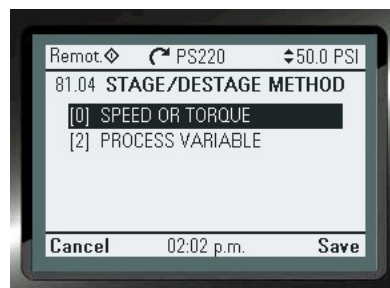 Remot. PS220 50.0 PSI
81.04 STAGE/DESTAGE METHOD
[0] SPEED OR TORQUE
[2] PROCESS VARIABLE
Cancel 02:02 p.m. Save